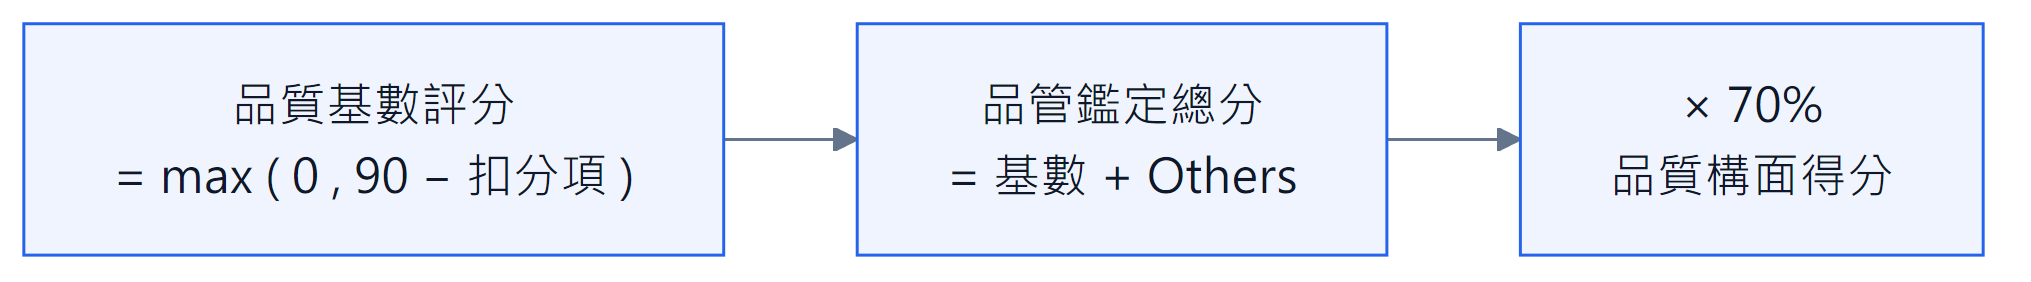 品質基數評分
= max ( 0 , 90 – 扣分項 )
品管鑑定總分
= 基數 + Others
× 70%
品質構面得分